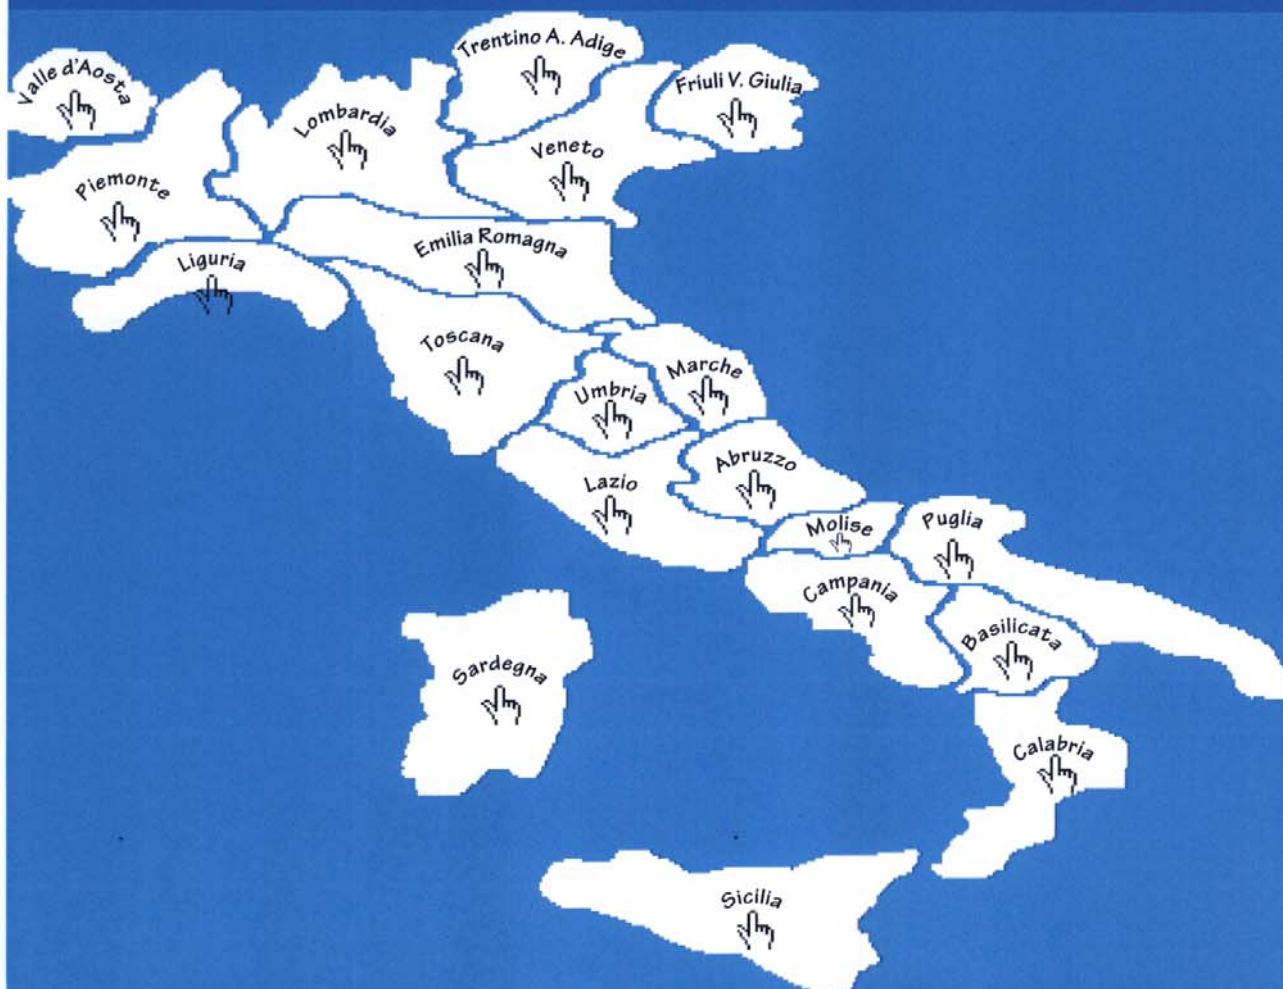 Trentino A. Adige
Valle d'Aosta
Friuli V. Giulia
Lombardia
Veneto
Piemonte
Emilia Romagna
Liguria
Toscana
Marche
Umbria
Abruzzo
Lazio
Molise
Puglia
Campania
Basilicata
Sardegna
Calabria
Sicilia